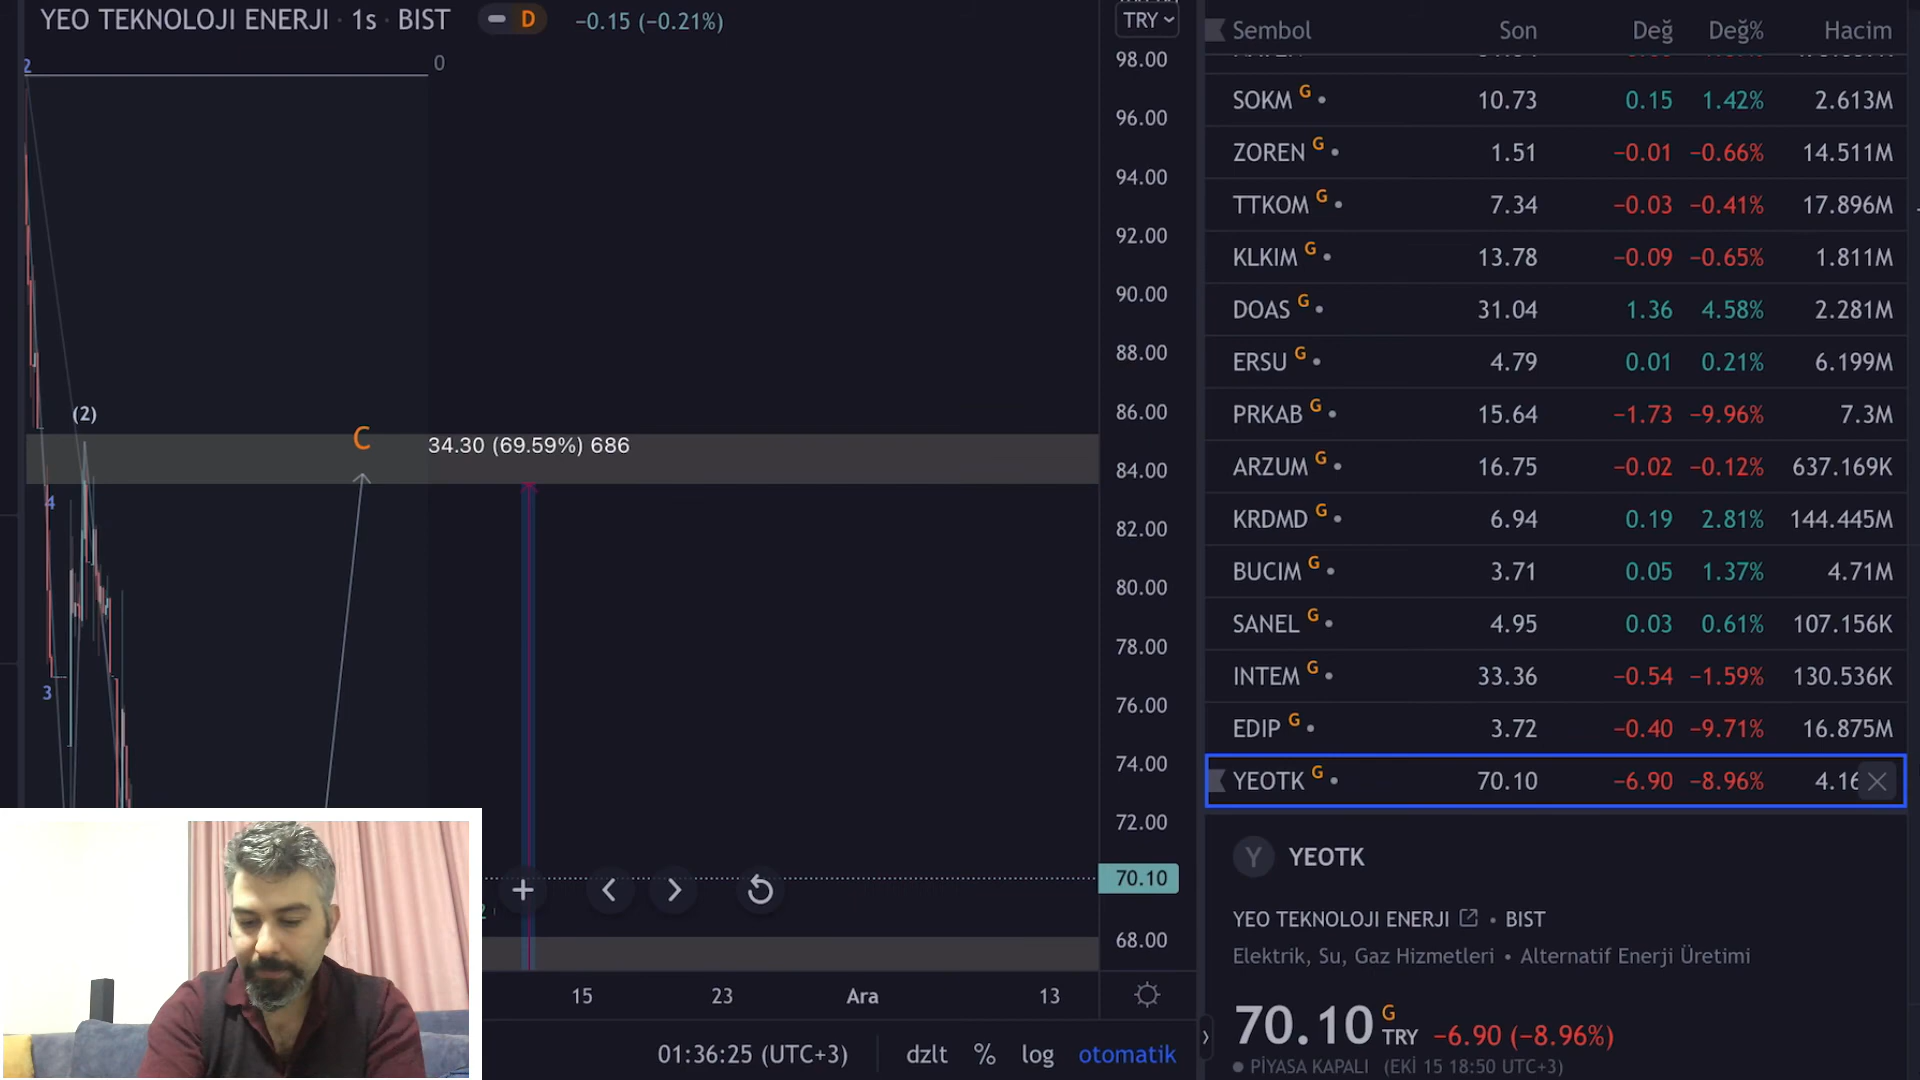 YEO TEKNOLOJI ENERJI · 1s · BIST D −0.15 (−0.21%)
2
0
(2)
C
34.30 (69.59%) 686
4
3
TRY
98.00
96.00
94.00
92.00
90.00
88.00
86.00
84.00
82.00
80.00
78.00
76.00
74.00
72.00
70.10
68.00
15 23 Ara 13
01:36:25 (UTC+3) dzlt % log otomatik
Sembol Son Değ Değ% Hacim
SOKM G 10.73 0.15 1.42% 2.613M
ZOREN G 1.51 −0.01 −0.66% 14.511M
TTKOM G 7.34 −0.03 −0.41% 17.896M
KLKIM G 13.78 −0.09 −0.65% 1.811M
DOAS G 31.04 1.36 4.58% 2.281M
ERSU G 4.79 0.01 0.21% 6.199M
PRKAB G 15.64 −1.73 −9.96% 7.3M
ARZUM G 16.75 −0.02 −0.12% 637.169K
KRDMD G 6.94 0.19 2.81% 144.445M
BUCIM G 3.71 0.05 1.37% 4.71M
SANEL G 4.95 0.03 0.61% 107.156K
INTEM G 33.36 −0.54 −1.59% 130.536K
EDIP G 3.72 −0.40 −9.71% 16.875M
YEOTK G 70.10 −6.90 −8.96% 4.16
Y YEOTK
YEO TEKNOLOJI ENERJI • BIST
Elektrik, Su, Gaz Hizmetleri • Alternatif Enerji Üretimi
70.10 G TRY −6.90 (−8.96%)
PİYASA KAPALI (EKİ 15 18:50 UTC+3)